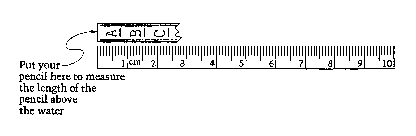 A B C
1 cm 2 3 4 5 6 7 8 9 10
Put your
pencil here to measure
the length of the
pencil above
the water